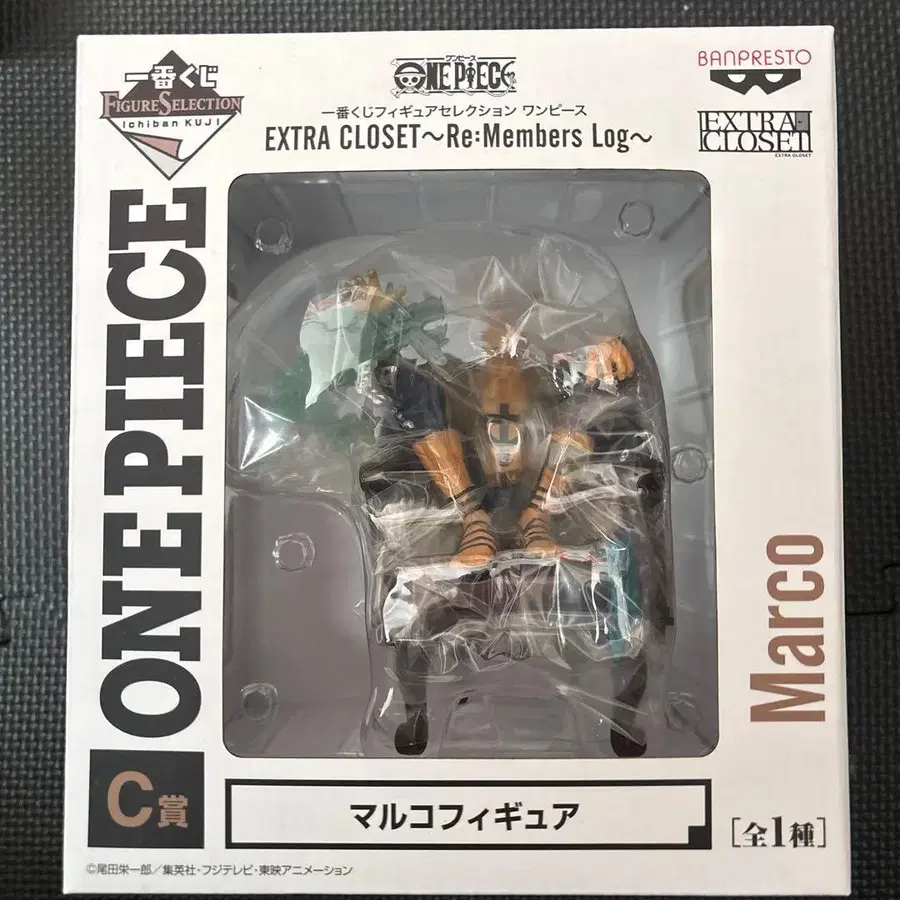 一番くじ
FIGURE SELECTION
Ichiban KUJI
ワンピース
ONE PIECE
一番くじフィギュアセレクション ワンピース
EXTRA CLOSET～Re:Members Log～
BANPRESTO
EXTRA
CLOSET
EXTRA CLOSET
ONE PIECE
Marco
C賞
マルコフィギュア
[全1種]
©尾田栄一郎／集英社・フジテレビ・東映アニメーション